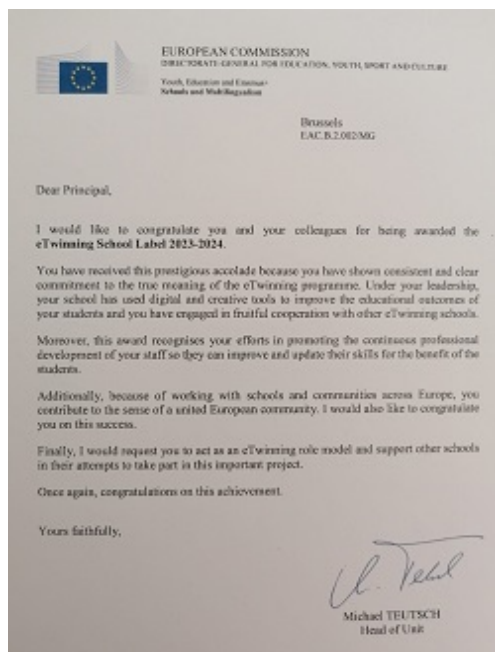 EUROPEAN COMMISSION
DIRECTORATE-GENERAL FOR EDUCATION, YOUTH, SPORT AND CULTURE
Youth, Education and Erasmus+
Schools and Multilingualism
Brussels
EAC.B.2.002/MG
Dear Principal,
I would like to congratulate you and your colleagues for being awarded the
eTwinning School Label 2023-2024.
You have received this prestigious accolade because you have shown consistent and clear
commitment to the true meaning of the eTwinning programme. Under your leadership,
your school has used digital and creative tools to improve the educational outcomes of
your students and you have engaged in fruitful cooperation with other eTwinning schools.
Moreover, this award recognises your efforts in promoting the continuous professional
development of your staff so they can improve and update their skills for the benefit of the
students.
Additionally, because of working with schools and communities across Europe, you
contribute to the sense of a united European community. I would also like to congratulate
you on this success.
Finally, I would request you to act as an eTwinning role model and support other schools
in their attempts to take part in this important project.
Once again, congratulations on this achievement.
Yours faithfully,
Michael TEUTSCH
Head of Unit